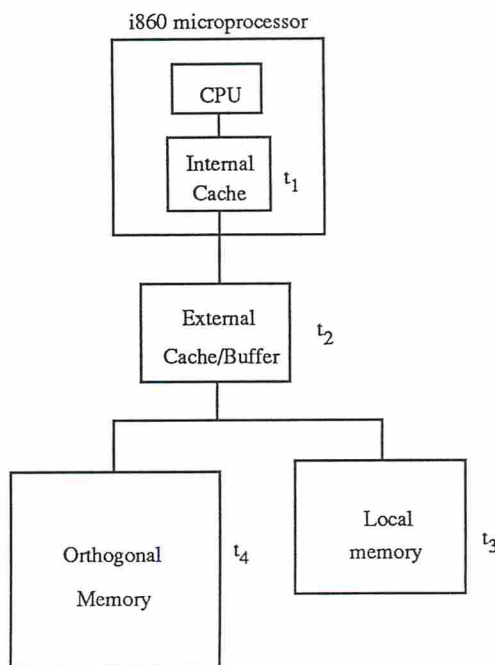 i860 microprocessor
CPU
Internal
Cache
t₁
External
Cache/Buffer
t₂
Orthogonal
Memory
t₄
Local
memory
t₃